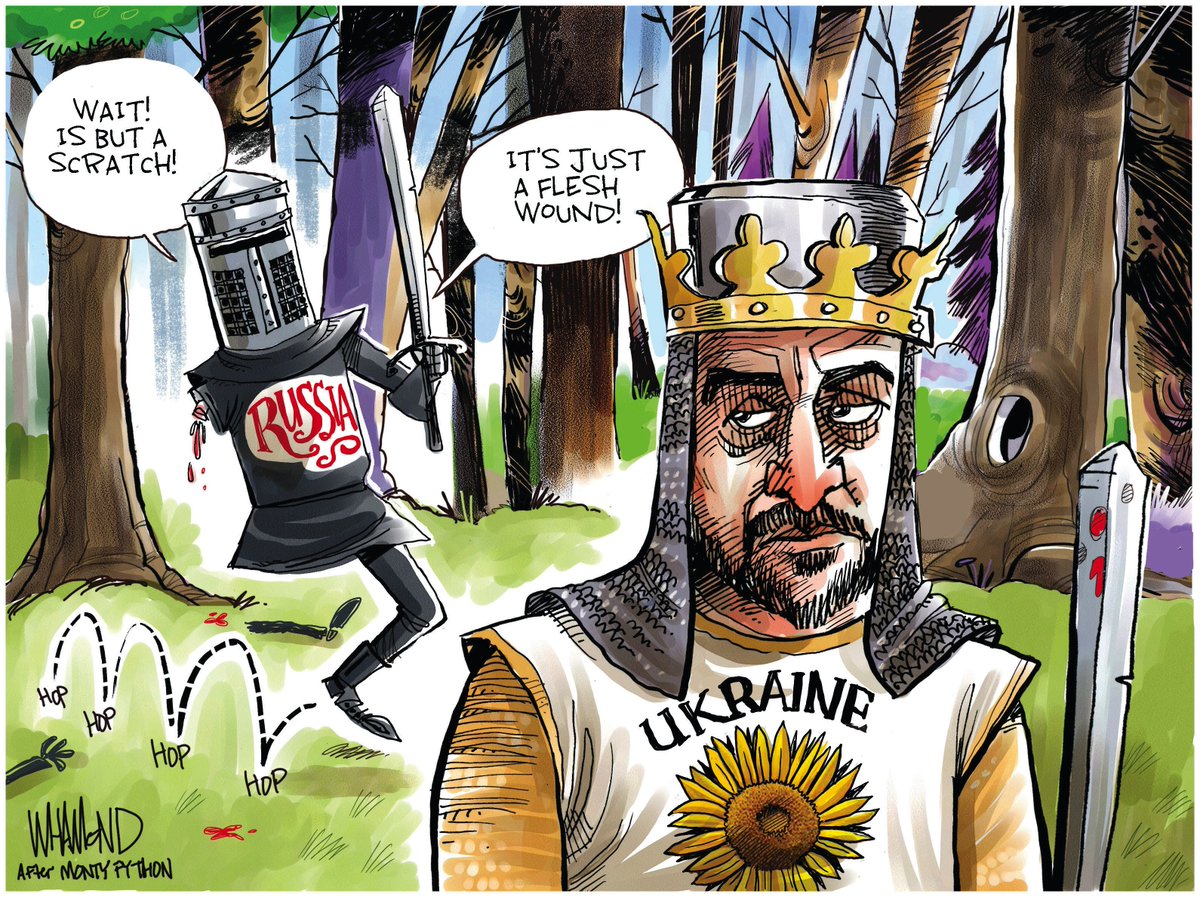 WAIT!
IS BUT A
SCRATCH!
IT'S JUST
A FLESH
WOUND!
RUSSIA
UKRAINE
HOP
HOP
HOP
HOP
WHAMOND
AFTER MONTY PYTHON